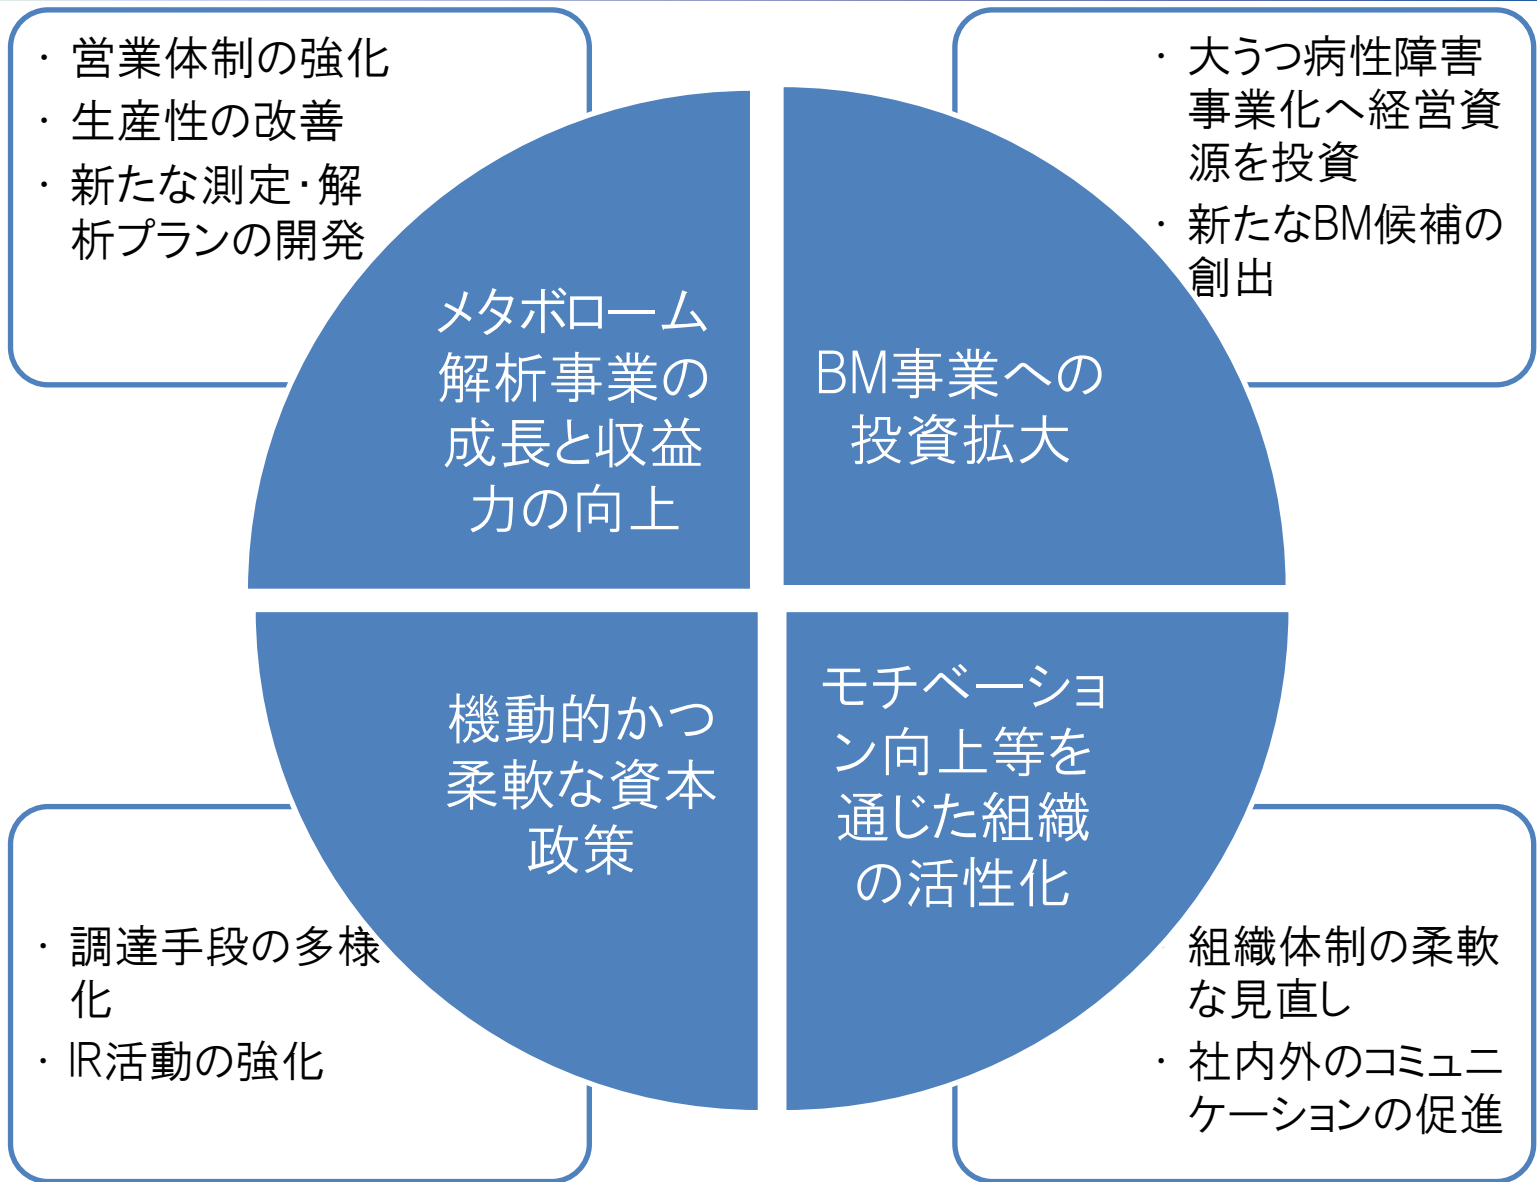 ・営業体制の強化
・生産性の改善
・新たな測定・解
析プランの開発
メタボローム
解析事業の
成長と収益
力の向上
・大うつ病性障害
事業化へ経営資
源を投資
・新たなBM候補の
創出
BM事業への
投資拡大
機動的かつ
柔軟な資本
政策
・調達手段の多様
化
・IR活動の強化
モチベーショ
ン向上等を
通じた組織
の活性化
組織体制の柔軟
な見直し
・社内外のコミュニ
ケーションの促進